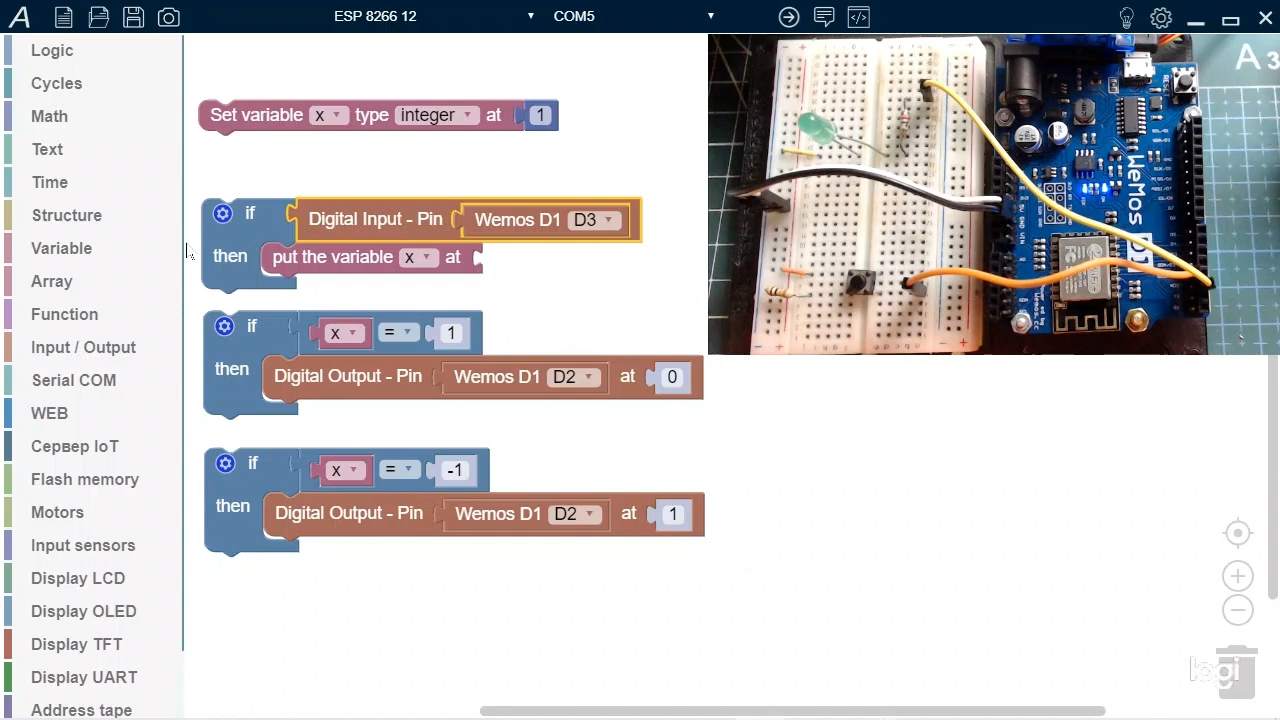 A ESP 8266 12 COM5
Logic
Cycles
Math
Text
Time
Structure
Variable
Array
Function
Input / Output
Serial COM
WEB
Сервер IoT
Flash memory
Motors
Input sensors
Display LCD
Display OLED
Display TFT
Display UART
Address tape
Set variable x type integer at 1
if Digital Input - Pin Wemos D1 D3
then put the variable x at
if x = 1
then Digital Output - Pin Wemos D1 D2 at 0
if x = -1
then Digital Output - Pin Wemos D1 D2 at 1
A 3
WeMos D1
logi